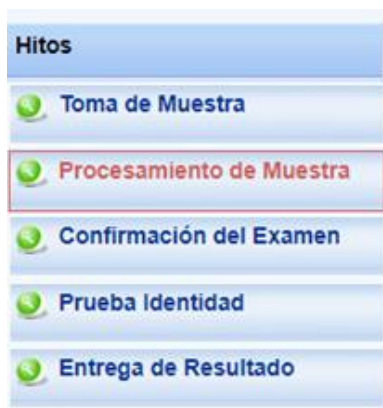 Hitos
Toma de Muestra
Procesamiento de Muestra
Confirmación del Examen
Prueba Identidad
Entrega de Resultado